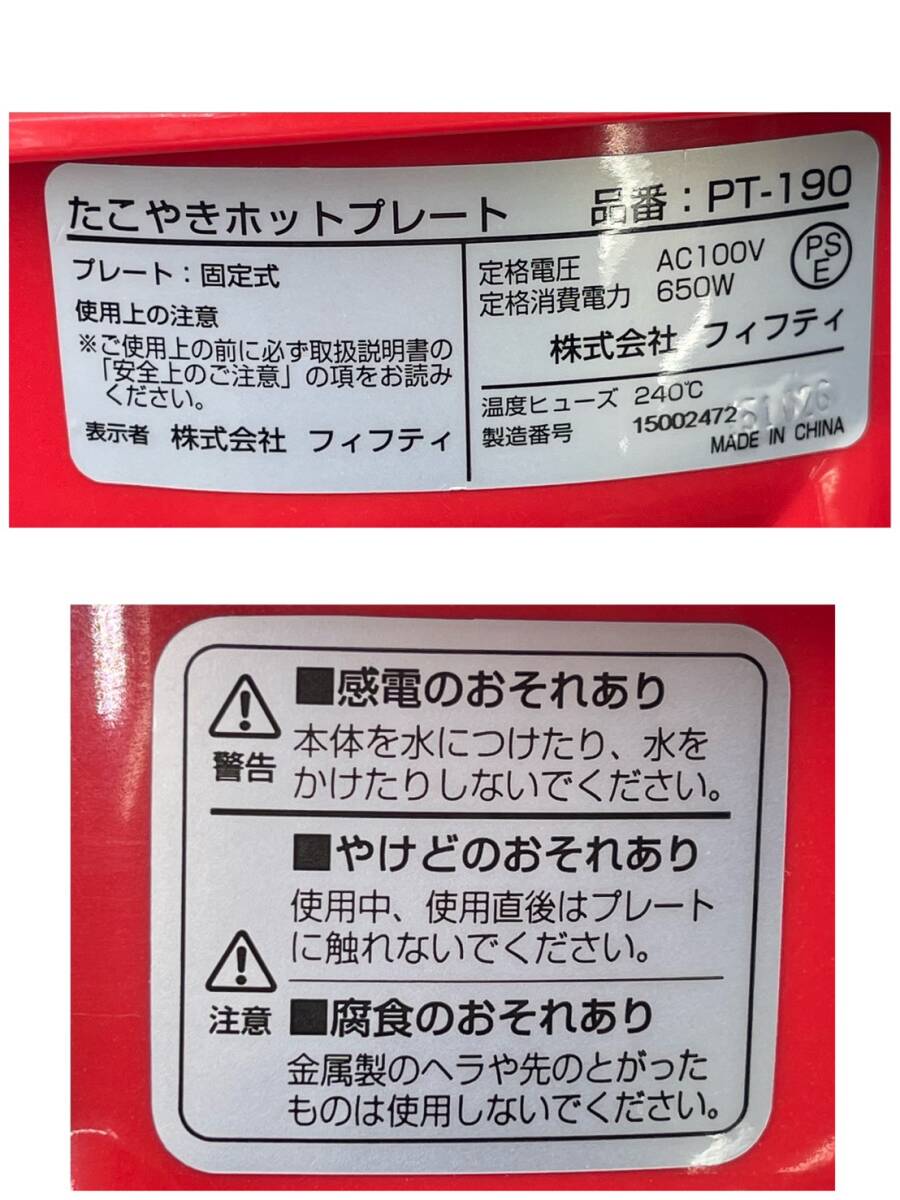 たこやきホットプレート 品番：PT-190
プレート：固定式
使用上の注意
※ご使用上の前に必ず取扱説明書の
「安全上のご注意」の項をお読み
ください。
表示者 株式会社 フィフティ
定格電圧 AC100V
定格消費電力 650W
PS
E
株式会社 フィフティ
温度ヒューズ 240℃
製造番号 15002472
MADE IN CHINA
警告
■感電のおそれあり
本体を水につけたり、水を
かけたりしないでください。
注意
■やけどのおそれあり
使用中、使用直後はプレート
に触れないでください。
■腐食のおそれあり
金属製のヘラや先のとがった
ものは使用しないでください。